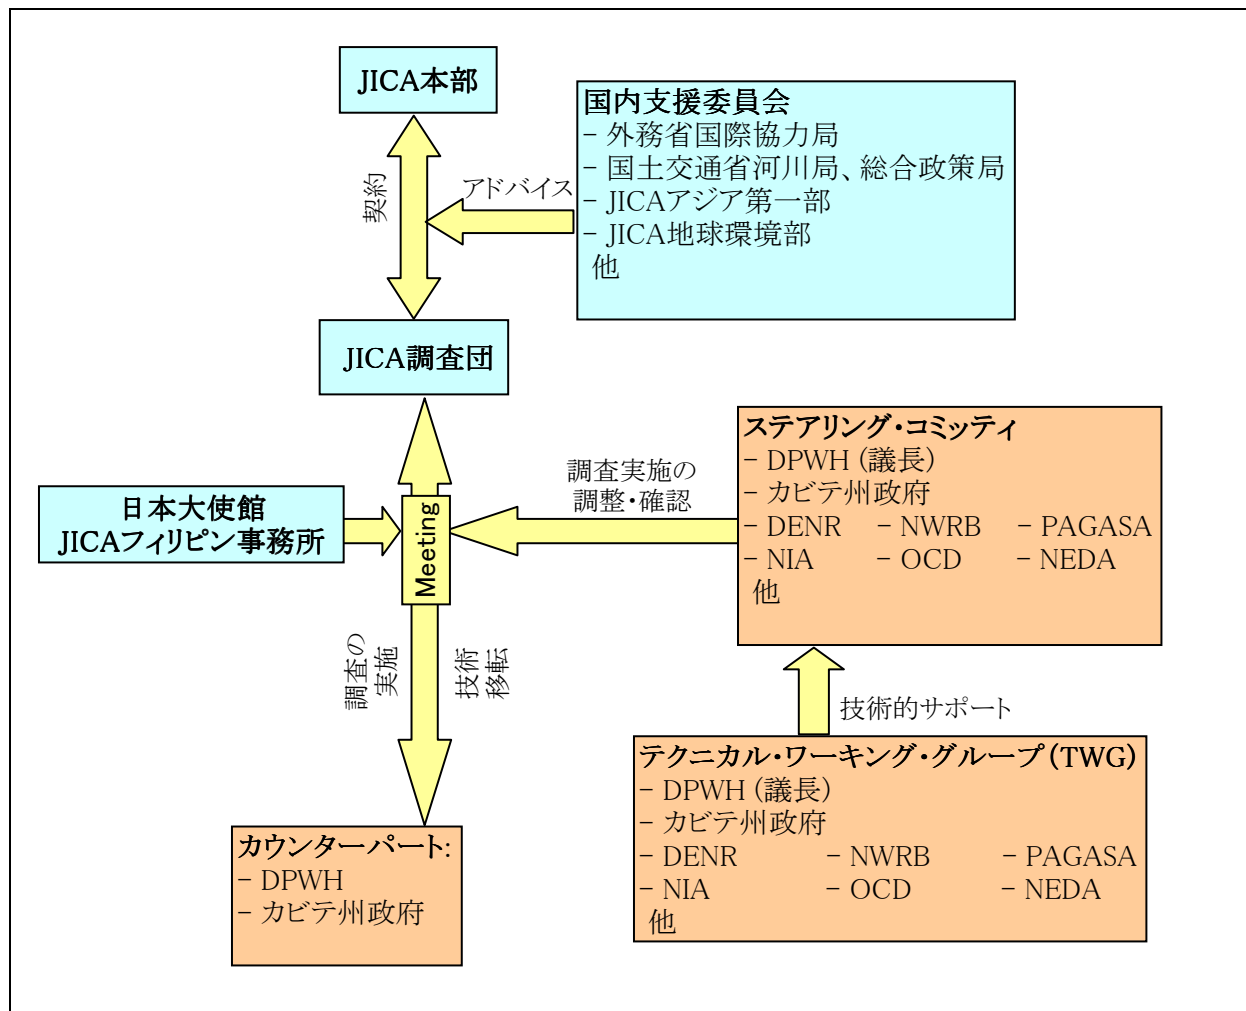 JICA本部
国内支援委員会
- 外務省国際協力局
- 国土交通省河川局、総合政策局
- JICAアジア第一部
- JICA地球環境部
他
契約
アドバイス
JICA調査団
ステアリング・コミッティ
- DPWH (議長)
- カビテ州政府
- DENR - NWRB - PAGASA
- NIA - OCD - NEDA
他
調査実施の
調整・確認
日本大使館
JICAフィリピン事務所
Meeting
調査の
実施
技術
移転
技術的サポート
テクニカル・ワーキング・グループ (TWG)
- DPWH (議長)
- カビテ州政府
- DENR - NWRB - PAGASA
- NIA - OCD - NEDA
他
カウンターパート:
- DPWH
- カビテ州政府